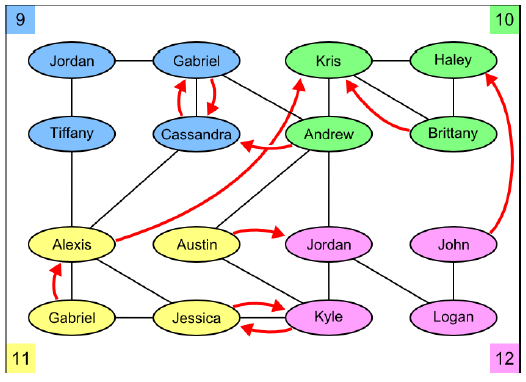 9
10
Jordan
Gabriel
Kris
Haley
Tiffany
Cassandra
Andrew
Brittany
Alexis
Austin
Jordan
John
Gabriel
Jessica
Kyle
Logan
11
12